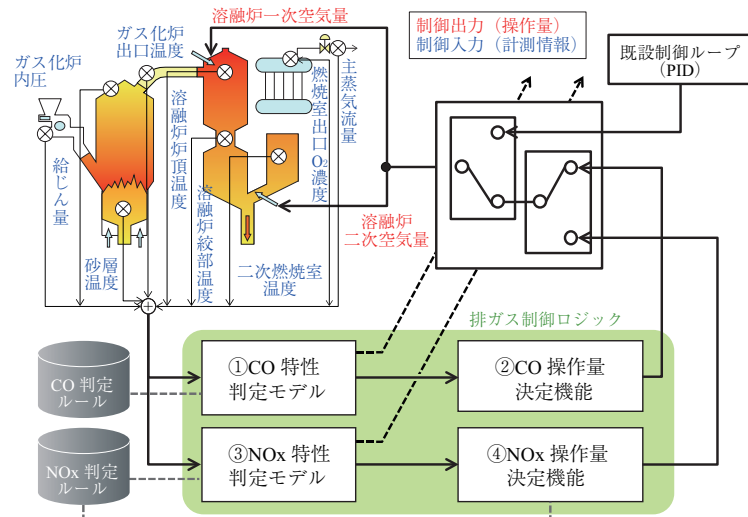 溶融炉一次空気量
制御出力(操作量)
制御入力(計測情報)
既設制御ループ
(PID)
ガス化炉
出口温度
ガス化炉
内圧
主蒸気流量
燃焼室出口O₂濃度
溶融炉炉頂温度
給じん量
溶融炉絞部温度
砂層
温度
二次燃焼室
温度
溶融炉
二次空気量
排ガス制御ロジック
CO 判定
ルール
①CO 特性
判定モデル
②CO 操作量
決定機能
NOx 判定
ルール
③NOx 特性
判定モデル
④NOx 操作量
決定機能